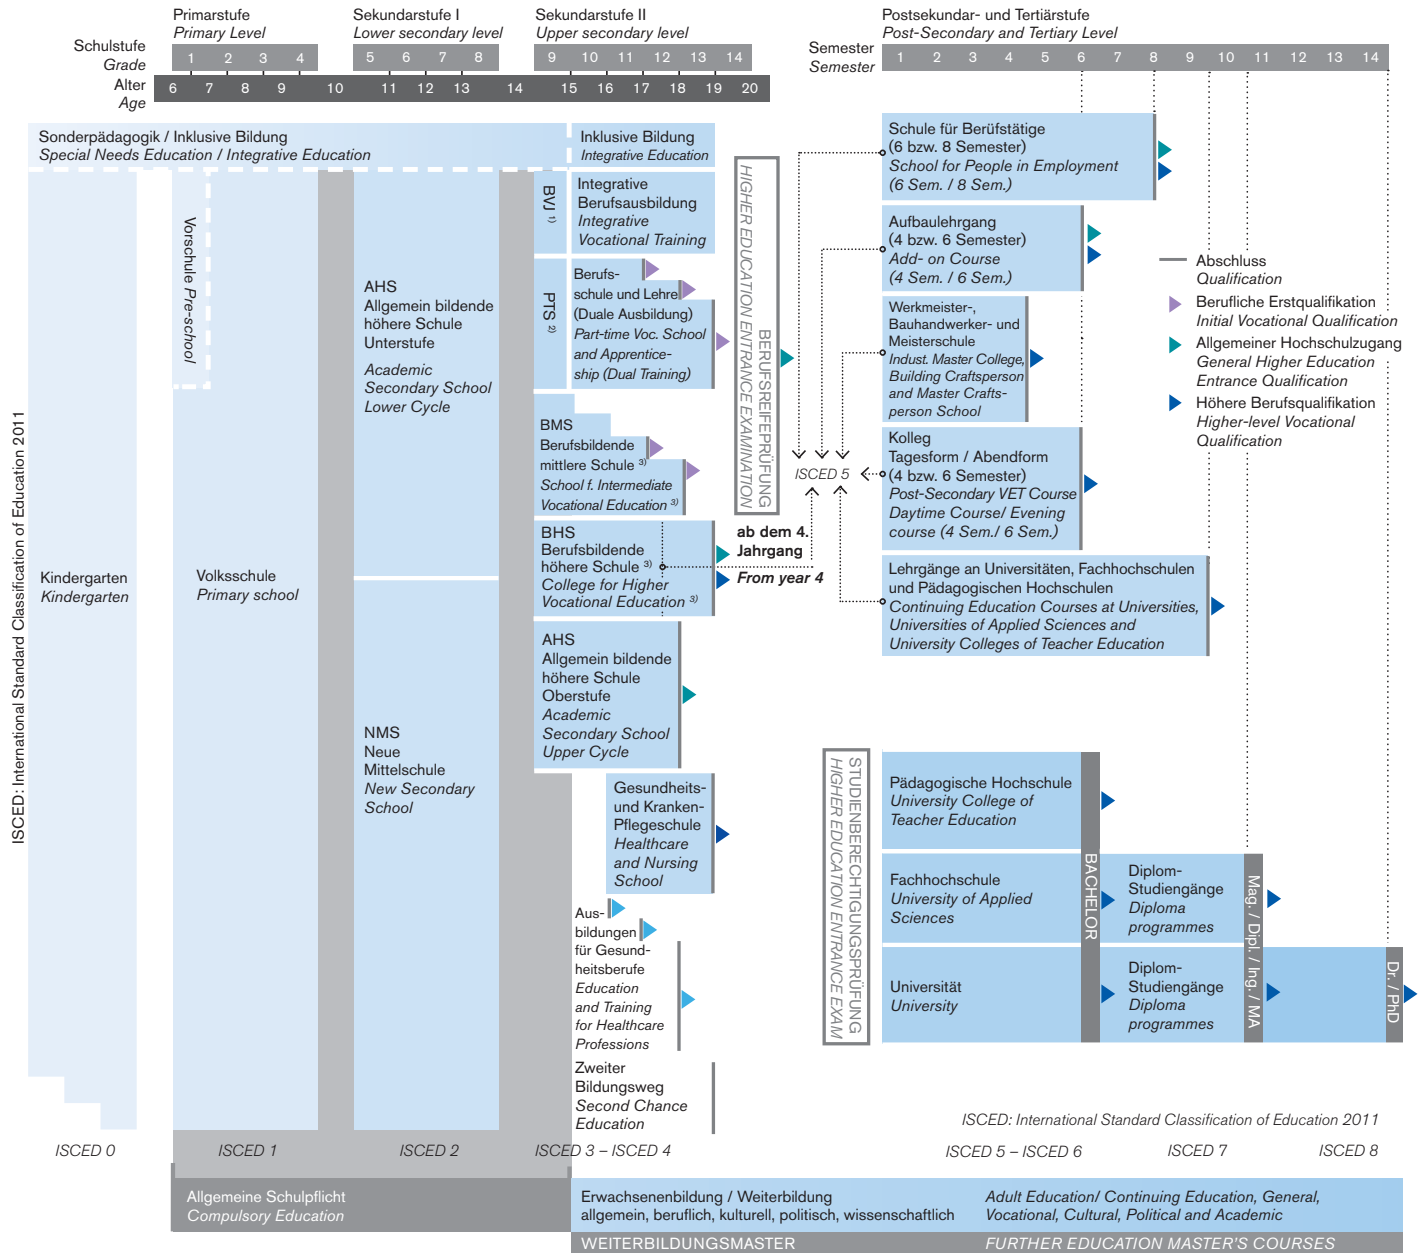 Primarstufe
Primary Level
Sekundarstufe I
Lower secondary level
Sekundarstufe II
Upper secondary level
Postsekundar- und Tertiärstufe
Post-Secondary and Tertiary Level
Schulstufe
Grade
1 2 3 4 5 6 7 8 9 10 11 12 13 14
Semester
Semester
1 2 3 4 5 6 7 8 9 10 11 12 13 14
Alter
Age
6 7 8 9 10 11 12 13 14 15 16 17 18 19 20
Sonderpädagogik / Inklusive Bildung
Special Needs Education / Integrative Education
Inklusive Bildung
Integrative Education
ISCED: International Standard Classification of Education 2011
Kindergarten
Kindergarten
Vorschule Pre-school
Volksschule
Primary school
AHS
Allgemein bildende
höhere Schule
Unterstufe
Academic
Secondary School
Lower Cycle
NMS
Neue
Mittelschule
New Secondary
School
BVJ 1)
Integrative
Berufsausbildung
Integrative
Vocational Training
PTS 2)
Berufs-
schule und Lehre
(Duale Ausbildung)
Part-time Voc. School
and Apprentice-
ship (Dual Training)
BMS
Berufsbildende
mittlere Schule 3)
School f. Intermediate
Vocational Education 3)
BHS
Berufsbildende
höhere Schule 3)
College for Higher
Vocational Education 3)
ab dem 4.
Jahrgang
From year 4
AHS
Allgemein bildende
höhere Schule
Oberstufe
Academic
Secondary School
Upper Cycle
Gesundheits-
und Kranken-
Pflegeschule
Healthcare
and Nursing
School
Aus-
bildungen
für Gesund-
heitsberufe
Education
and Training
for Healthcare
Professions
Zweiter
Bildungsweg
Second Chance
Education
BERUFSREIFEPRÜFUNG
HIGHER EDUCATION ENTRANCE EXAMINATION
ISCED 5
Schule für Berüfstätige
(6 bzw. 8 Semester)
School for People in Employment
(6 Sem. / 8 Sem.)
Aufbaulehrgang
(4 bzw. 6 Semester)
Add- on Course
(4 Sem. / 6 Sem.)
Werkmeister-,
Bauhandwerker- und
Meisterschule
Indust. Master College,
Building Craftsperson
and Master Crafts-
person School
Kolleg
Tagesform / Abendform
(4 bzw. 6 Semester)
Post-Secondary VET Course
Daytime Course/ Evening
course (4 Sem./ 6 Sem.)
Lehrgänge an Universitäten, Fachhochschulen
und Pädagogischen Hochschulen
Continuing Education Courses at Universities,
Universities of Applied Sciences and
University Colleges of Teacher Education
Abschluss
Qualification
Berufliche Erstqualifikation
Initial Vocational Qualification
Allgemeiner Hochschulzugang
General Higher Education
Entrance Qualification
Höhere Berufsqualifikation
Higher-level Vocational
Qualification
STUDIENBERECHTIGUNGSPRÜFUNG
HIGHER EDUCATION ENTRANCE EXAM
Pädagogische Hochschule
University College of
Teacher Education
Fachhochschule
University of Applied
Sciences
Universität
University
BACHELOR
Diplom-
Studiengänge
Diploma
programmes
Diplom-
Studiengänge
Diploma
programmes
Mag. / Dipl. / Ing. / MA
Dr. / PhD
ISCED: International Standard Classification of Education 2011
ISCED 0
ISCED 1
ISCED 2
ISCED 3 – ISCED 4
ISCED 5 – ISCED 6
ISCED 7
ISCED 8
Allgemeine Schulpflicht
Compulsory Education
Erwachsenenbildung / Weiterbildung
allgemein, beruflich, kulturell, politisch, wissenschaftlich
Adult Education/ Continuing Education, General,
Vocational, Cultural, Political and Academic
WEITERBILDUNGSMASTER
FURTHER EDUCATION MASTER'S COURSES